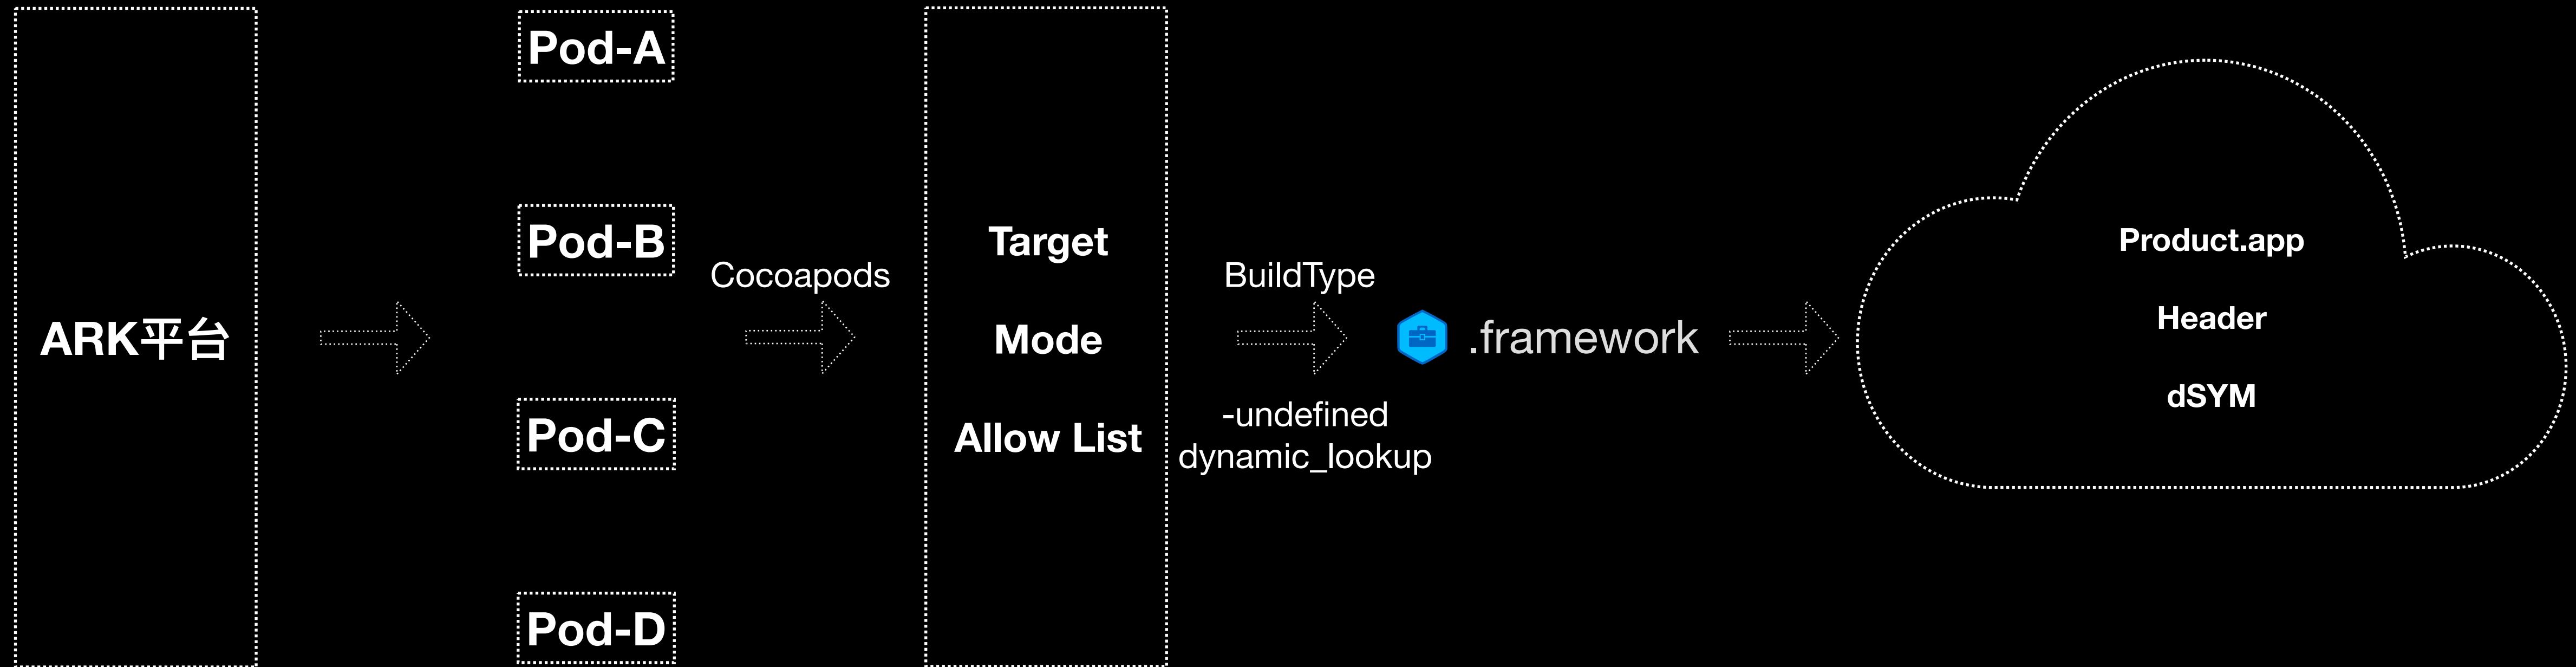 ARK平台
Pod-A
Pod-B
Pod-C
Pod-D
Cocoapods
Target
Mode
Allow List
BuildType
-undefined
dynamic_lookup
.framework
Product.app
Header
dSYM